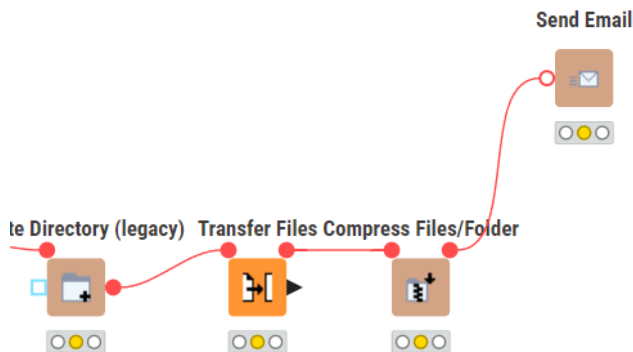 Send Email
te Directory (legacy) Transfer Files Compress Files/Folder